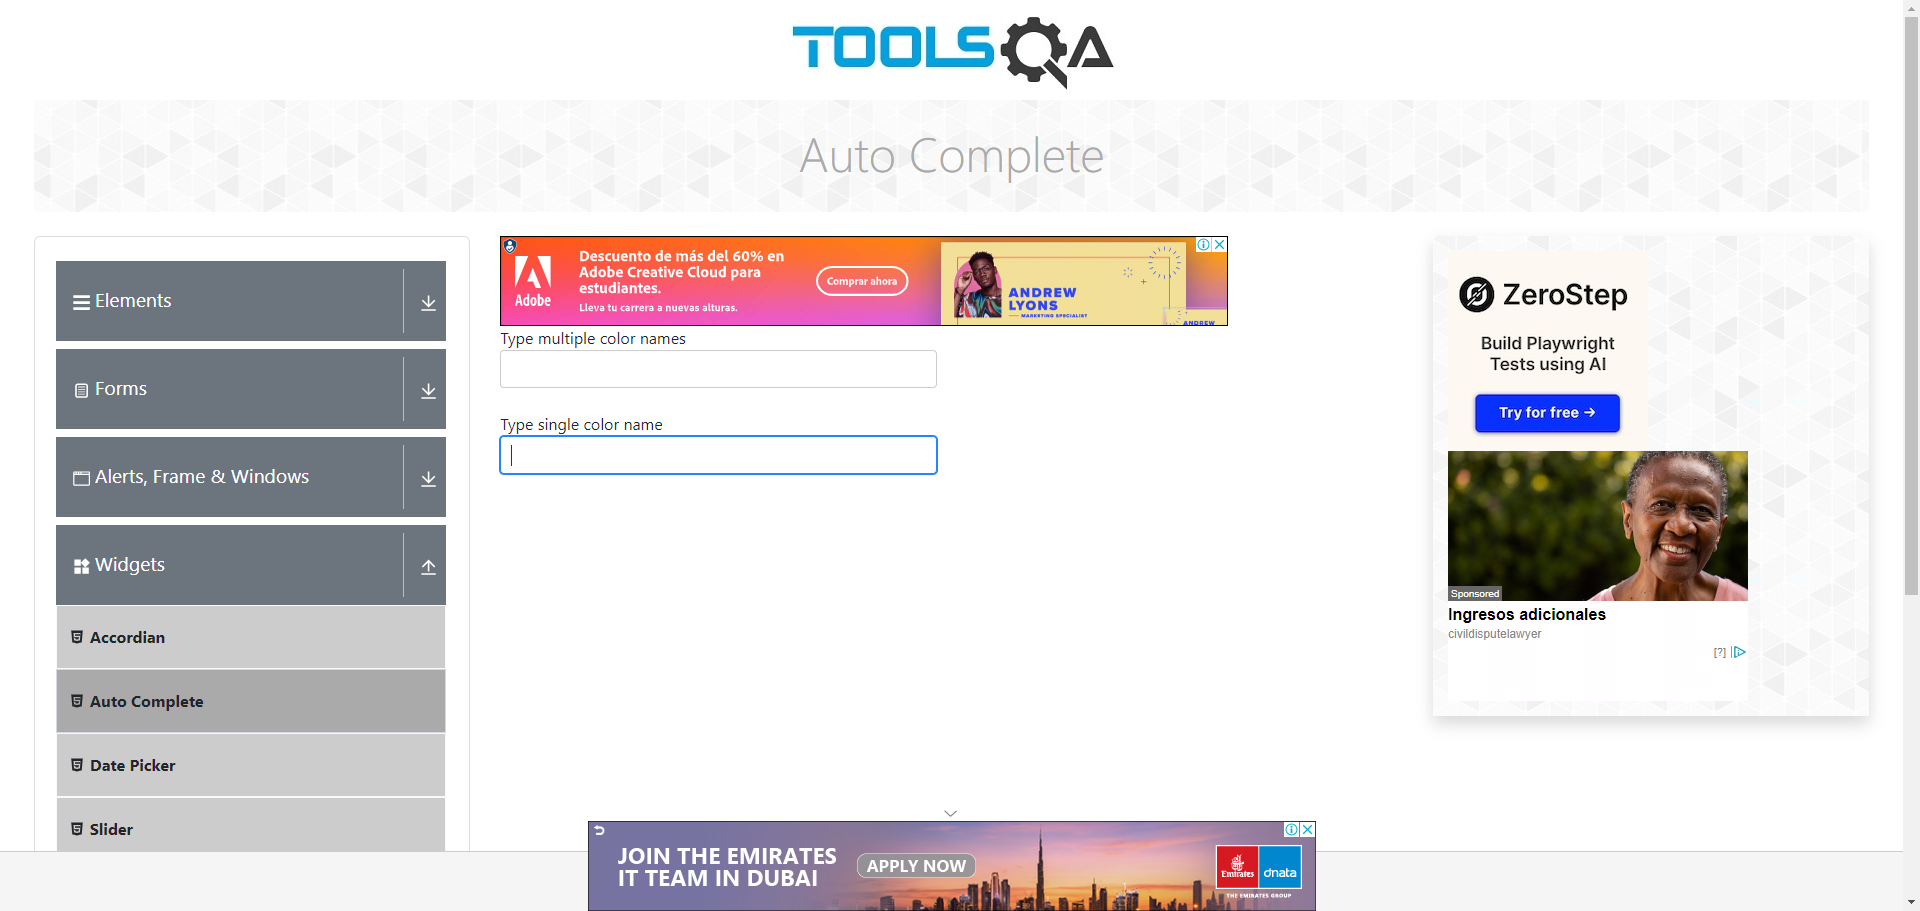 TOOLSQA
Auto Complete
Elements
Forms
Alerts, Frame & Windows
Widgets
Accordian
Auto Complete
Date Picker
Slider
Adobe
Descuento de más del 60% en
Adobe Creative Cloud para
estudiantes.
Lleva tu carrera a nuevas alturas.
Comprar ahora
ANDREW
LYONS
MARKETING SPECIALIST
ANDREW
Type multiple color names
Type single color name
ZeroStep
Build Playwright
Tests using AI
Try for free →
Sponsored
Ingresos adicionales
civildisputelawyer
[?]
JOIN THE EMIRATES
IT TEAM IN DUBAI
APPLY NOW
Emirates
dnata
THE EMIRATES GROUP